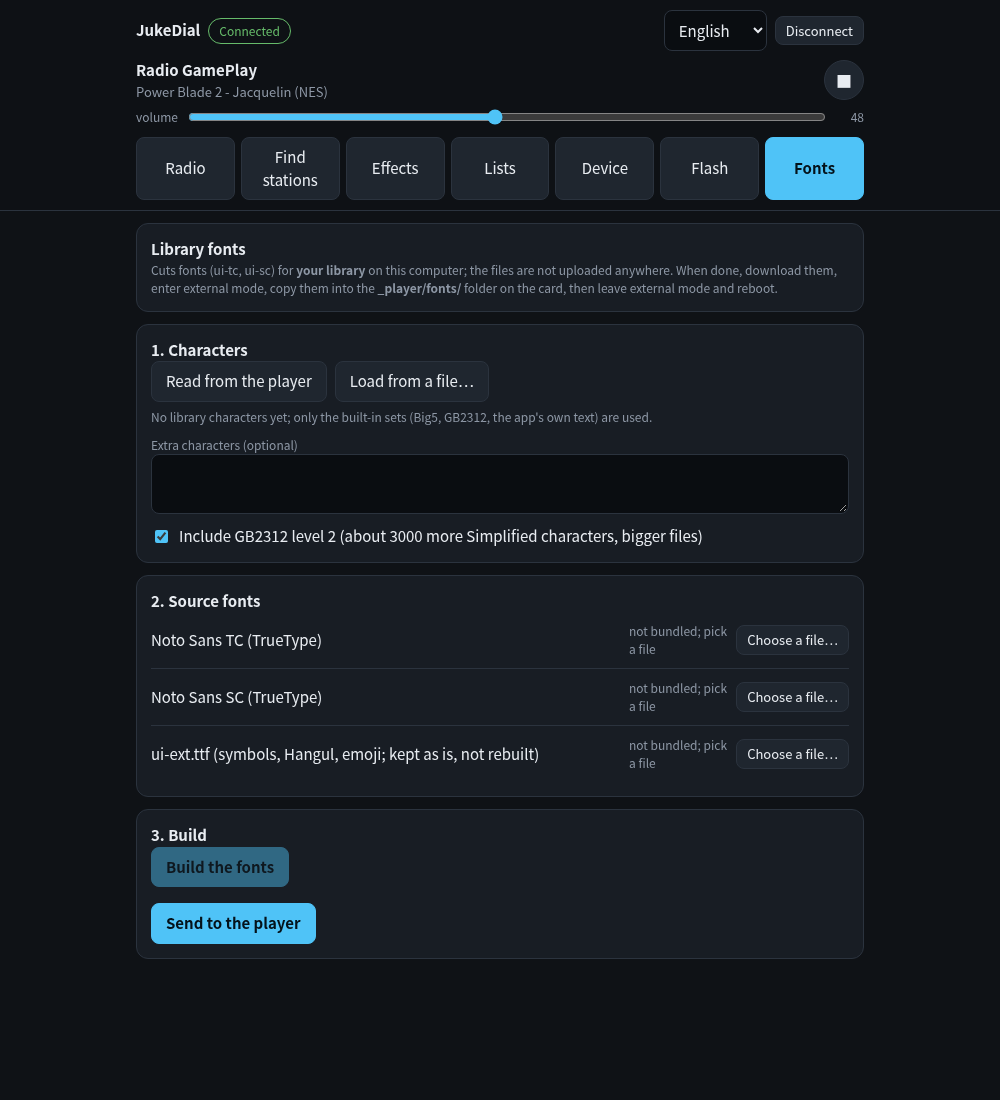 JukeDial
Connected
English
Disconnect
Radio GamePlay
Power Blade 2 - Jacquelin (NES)
volume
48
Radio
Find
stations
Effects
Lists
Device
Flash
Fonts
Library fonts
Cuts fonts (ui-tc, ui-sc) for your library on this computer; the files are not uploaded anywhere. When done, download them,
enter external mode, copy them into the _player/fonts/ folder on the card, then leave external mode and reboot.
1. Characters
Read from the player
Load from a file…
No library characters yet; only the built-in sets (Big5, GB2312, the app's own text) are used.
Extra characters (optional)
Include GB2312 level 2 (about 3000 more Simplified characters, bigger files)
2. Source fonts
Noto Sans TC (TrueType)
not bundled; pick
a file
Choose a file…
Noto Sans SC (TrueType)
not bundled; pick
a file
Choose a file…
ui-ext.ttf (symbols, Hangul, emoji; kept as is, not rebuilt)
not bundled; pick
a file
Choose a file…
3. Build
Build the fonts
Send to the player